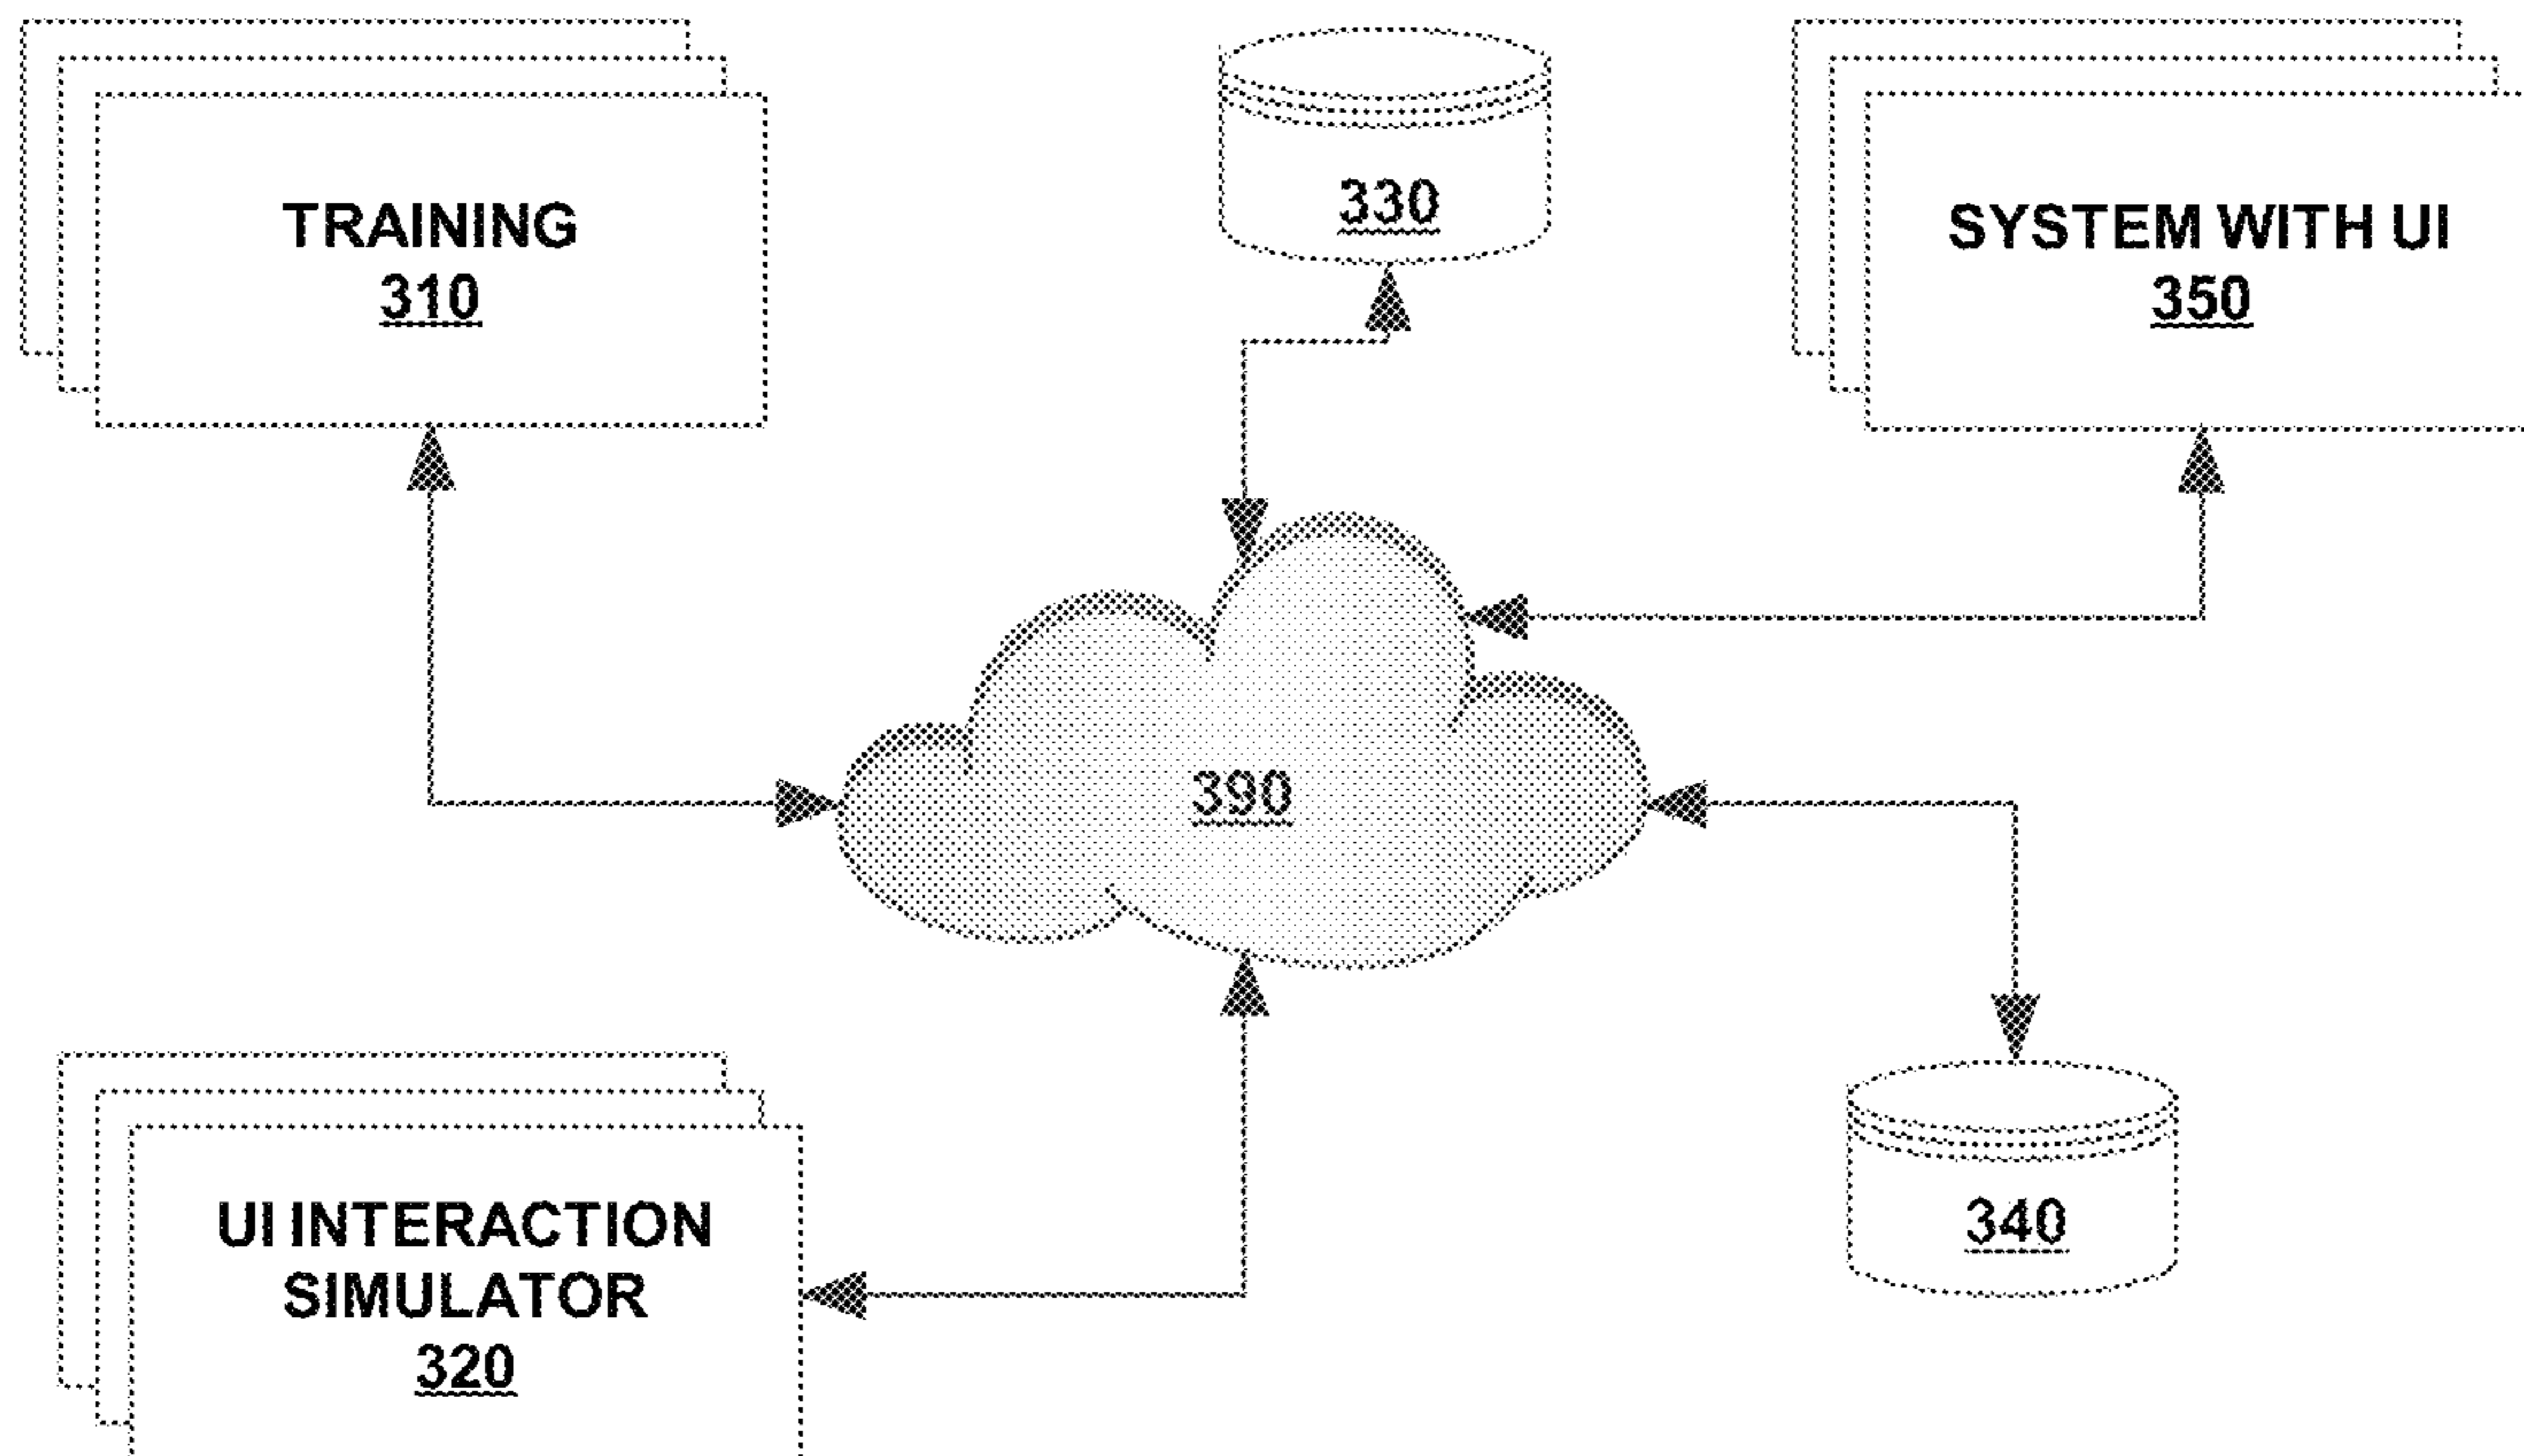 TRAINING
310
330
SYSTEM WITH UI
350
390
UI INTERACTION
SIMULATOR
320
340